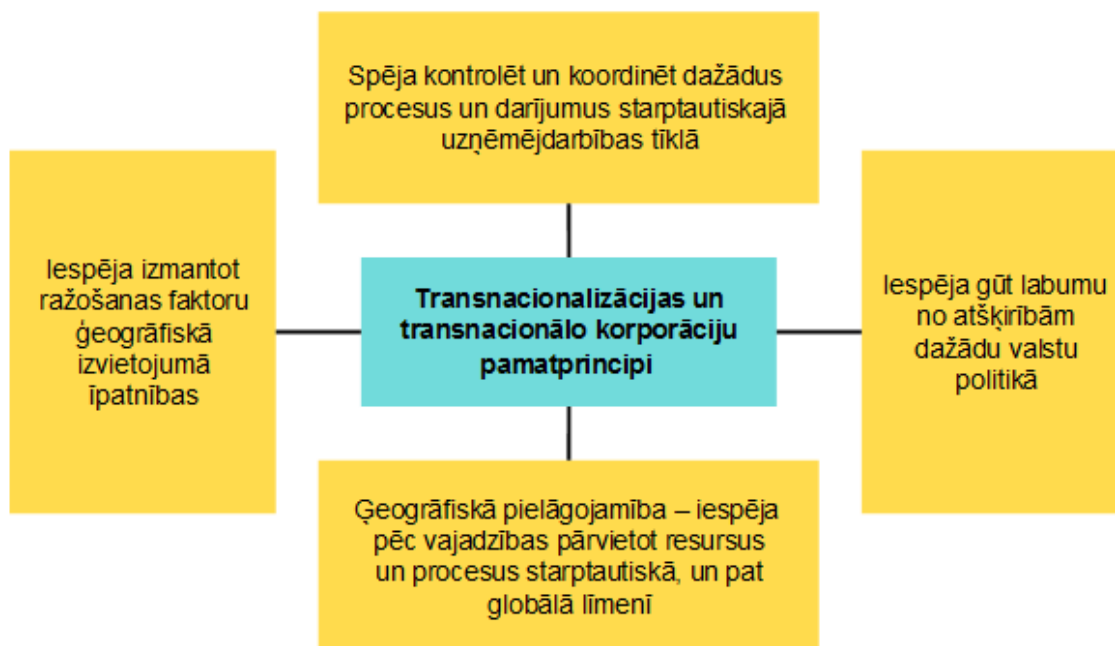 Spēja kontrolēt un koordinēt dažādus
procesus un darījumus starptautiskajā
uzņēmējdarbības tīklā
Iespēja izmantot
ražošanas faktoru
ģeogrāfiskā
izvietojumā
īpatnības
Transnacionalizācijas un
transnacionālo korporāciju
pamatprincipi
Iespēja gūt labumu
no atšķirībām
dažādu valstu
politikā
Ģeogrāfiskā pielāgojamība – iespēja
pēc vajadzības pārvietot resursus
un procesus starptautiskā, un pat
globālā līmenī